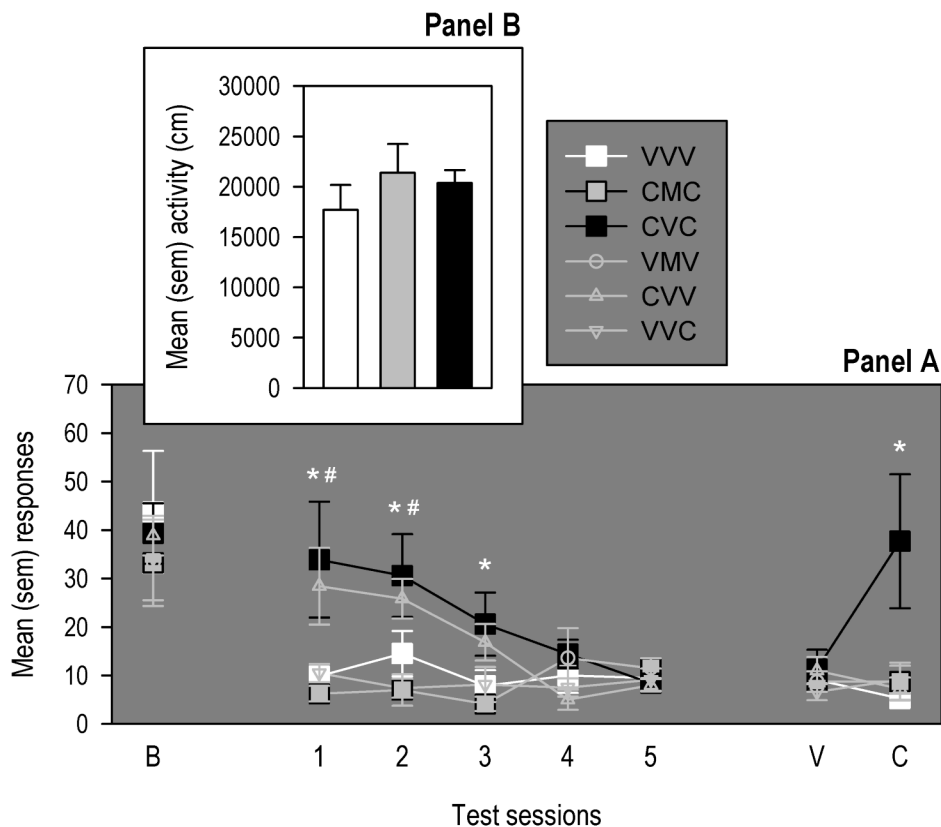 Panel B
Mean (sem) activity (cm)
30000
25000
20000
15000
10000
5000
0
VVV
CMC
CVC
VMV
CVV
VVC
Panel A
Mean (sem) responses
70
60
50
40
30
20
10
0
* #
* #
*
*
B 1 2 3 4 5 V C
Test sessions